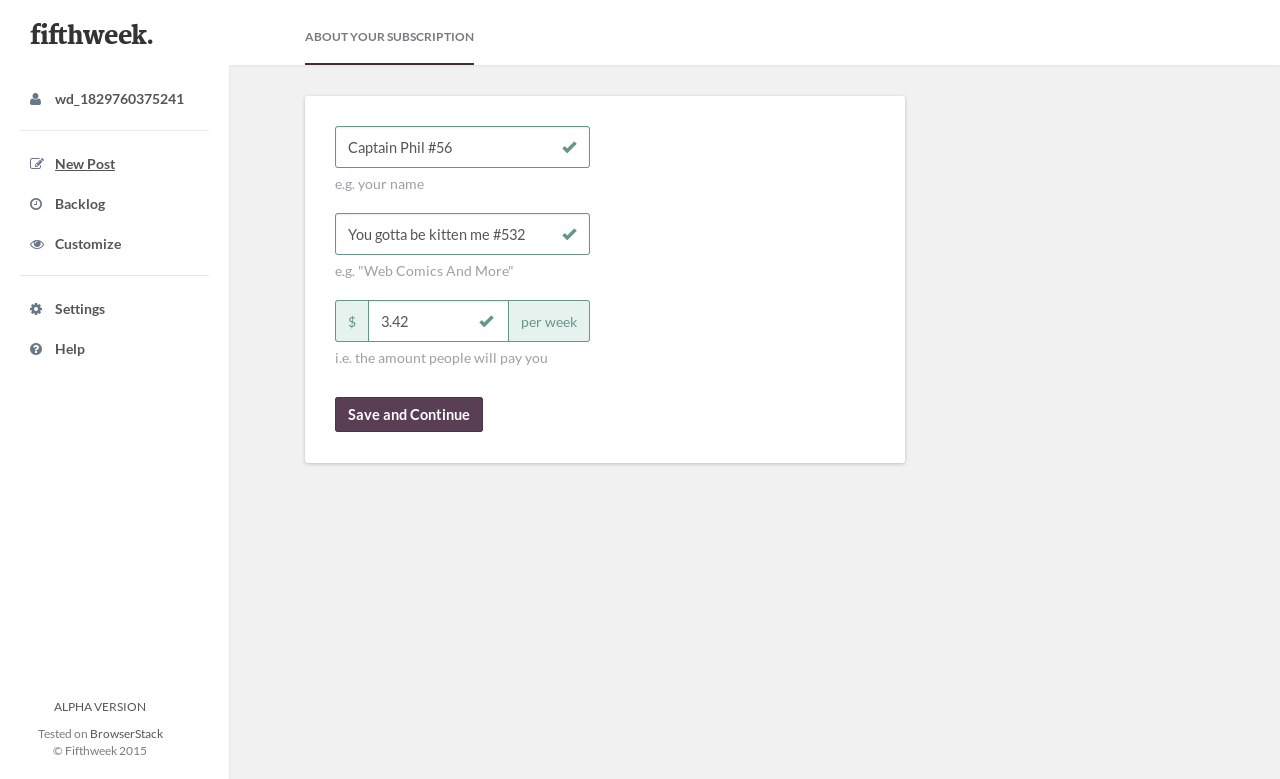 fifthweek.
ABOUT YOUR SUBSCRIPTION
wd_1829760375241
New Post
Backlog
Customize
Settings
Help
Captain Phil #56
e.g. your name
You gotta be kitten me #532
e.g. "Web Comics And More"
$ 3.42 per week
i.e. the amount people will pay you
Save and Continue
ALPHA VERSION
Tested on BrowserStack
© Fifthweek 2015